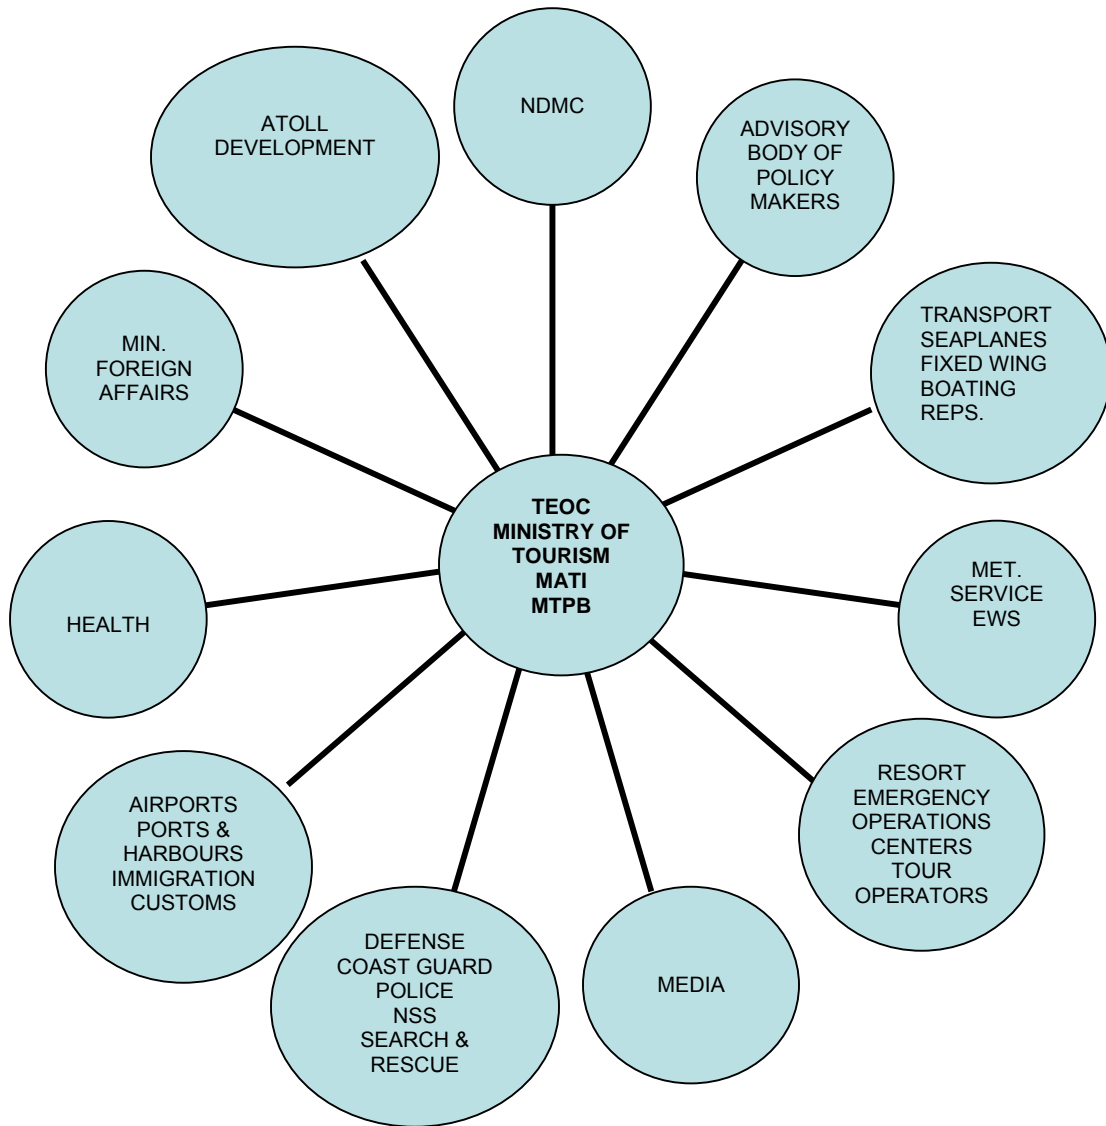 NDMC
ATOLL
DEVELOPMENT
ADVISORY
BODY OF
POLICY
MAKERS
TRANSPORT
SEAPLANES
FIXED WING
BOATING
REPS.
MIN.
FOREIGN
AFFAIRS
TEOC
MINISTRY OF
TOURISM
MATI
MTPB
MET.
SERVICE
EWS
HEALTH
RESORT
EMERGENCY
OPERATIONS
CENTERS
TOUR
OPERATORS
AIRPORTS
PORTS &
HARBOURS
IMMIGRATION
CUSTOMS
DEFENSE
COAST GUARD
POLICE
NSS
SEARCH &
RESCUE
MEDIA